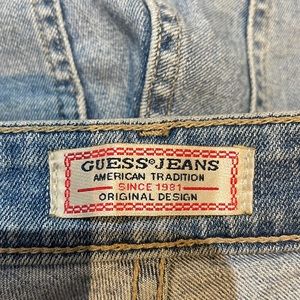 GUESS® JEANS
AMERICAN TRADITION
SINCE 1981
ORIGINAL DESIGN